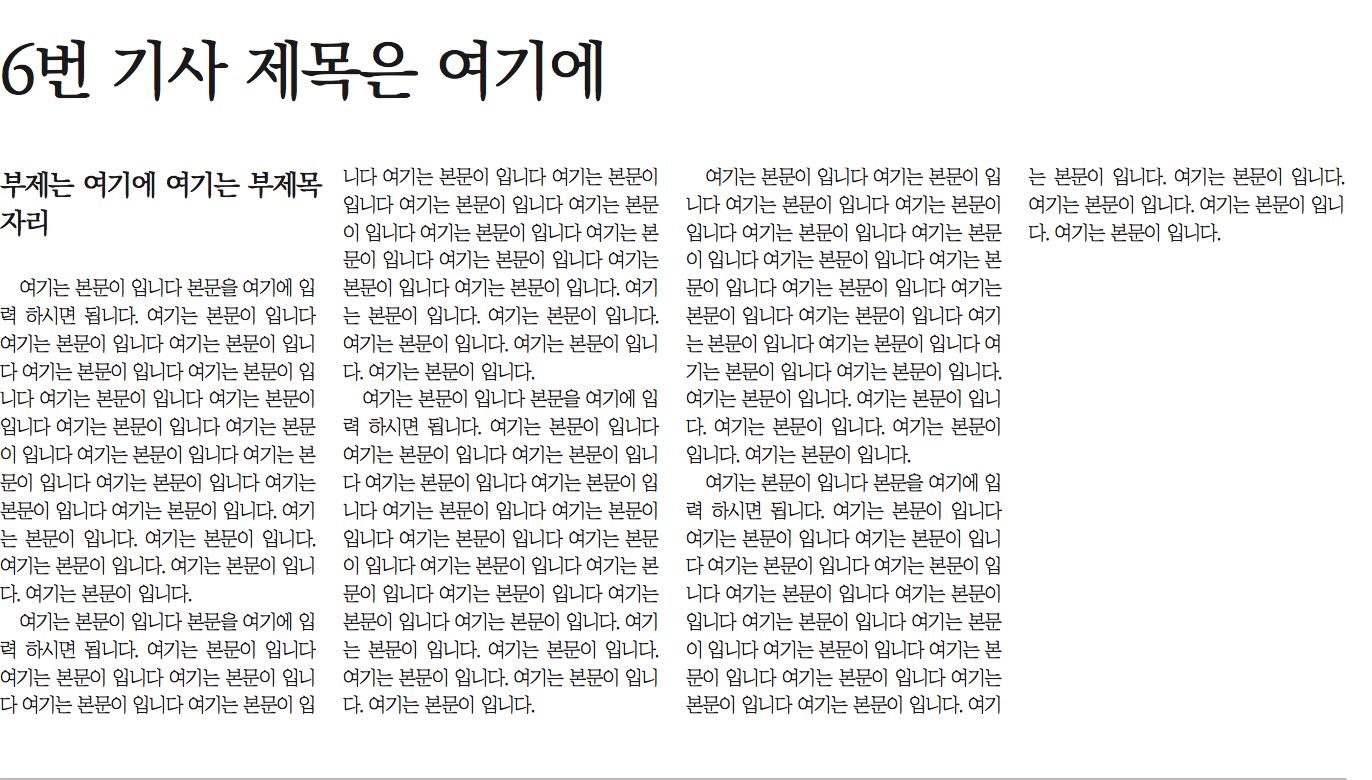 6번 기사 제목은 여기에
부제는 여기에 여기는 부제목
자리
여기는 본문이 입니다 본문을 여기에 입
력 하시면 됩니다. 여기는 본문이 입니다
여기는 본문이 입니다 여기는 본문이 입니
다 여기는 본문이 입니다 여기는 본문이 입
니다 여기는 본문이 입니다 여기는 본문이
입니다 여기는 본문이 입니다 여기는 본문
이 입니다 여기는 본문이 입니다 여기는 본
문이 입니다 여기는 본문이 입니다 여기는
본문이 입니다 여기는 본문이 입니다. 여기
는 본문이 입니다. 여기는 본문이 입니다.
여기는 본문이 입니다. 여기는 본문이 입니
다. 여기는 본문이 입니다.
여기는 본문이 입니다 본문을 여기에 입
력 하시면 됩니다. 여기는 본문이 입니다
여기는 본문이 입니다 여기는 본문이 입니
다 여기는 본문이 입니다 여기는 본문이 입
니다 여기는 본문이 입니다 여기는 본문이
입니다 여기는 본문이 입니다 여기는 본문
이 입니다 여기는 본문이 입니다 여기는 본
문이 입니다 여기는 본문이 입니다 여기는
본문이 입니다 여기는 본문이 입니다. 여기
는 본문이 입니다. 여기는 본문이 입니다.
여기는 본문이 입니다. 여기는 본문이 입니
다. 여기는 본문이 입니다.
여기는 본문이 입니다 본문을 여기에 입
력 하시면 됩니다. 여기는 본문이 입니다
여기는 본문이 입니다 여기는 본문이 입니
다 여기는 본문이 입니다 여기는 본문이 입
니다 여기는 본문이 입니다 여기는 본문이
입니다 여기는 본문이 입니다 여기는 본문
이 입니다 여기는 본문이 입니다 여기는 본
문이 입니다 여기는 본문이 입니다 여기는
본문이 입니다 여기는 본문이 입니다. 여기
는 본문이 입니다. 여기는 본문이 입니다.
여기는 본문이 입니다. 여기는 본문이 입니
다. 여기는 본문이 입니다.
여기는 본문이 입니다 여기는 본문이 입
니다 여기는 본문이 입니다 여기는 본문이
입니다 여기는 본문이 입니다 여기는 본문
이 입니다 여기는 본문이 입니다 여기는 본
문이 입니다 여기는 본문이 입니다 여기는
본문이 입니다 여기는 본문이 입니다 여기
는 본문이 입니다 여기는 본문이 입니다 여
기는 본문이 입니다 여기는 본문이 입니다.
여기는 본문이 입니다. 여기는 본문이 입니
다. 여기는 본문이 입니다. 여기는 본문이
입니다. 여기는 본문이 입니다.
여기는 본문이 입니다 본문을 여기에 입
력 하시면 됩니다. 여기는 본문이 입니다
여기는 본문이 입니다 여기는 본문이 입니
다 여기는 본문이 입니다 여기는 본문이 입
니다 여기는 본문이 입니다 여기는 본문이
입니다 여기는 본문이 입니다 여기는 본문
이 입니다 여기는 본문이 입니다 여기는 본
문이 입니다 여기는 본문이 입니다 여기는
본문이 입니다 여기는 본문이 입니다. 여기
는 본문이 입니다. 여기는 본문이 입니다.
여기는 본문이 입니다. 여기는 본문이 입니
다. 여기는 본문이 입니다.